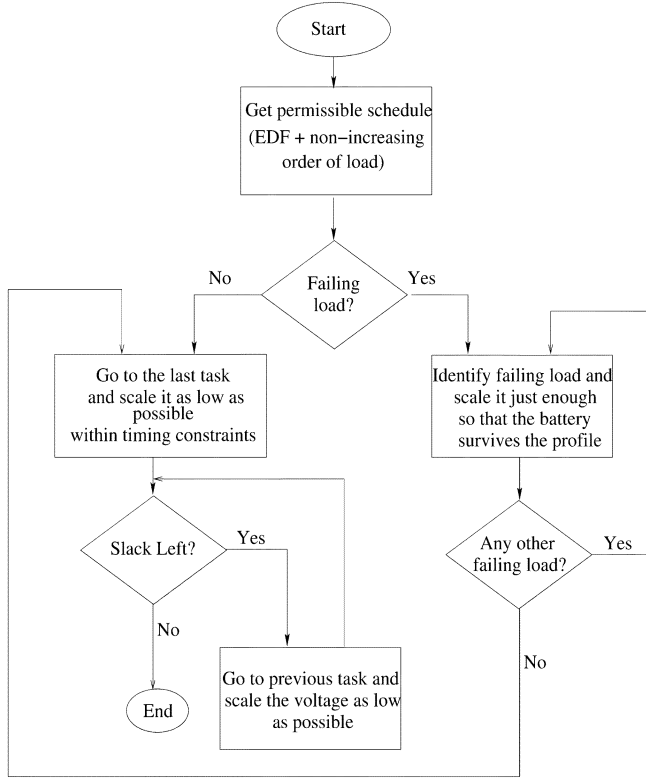 Start
Get permissible schedule
(EDF + non−increasing
order of load)
Failing
load?
No
Yes
Go to the last task
and scale it as low as
possible
within timing constraints
Identify failing load and
scale it just enough
so that the battery
survives the profile
Slack Left?
Yes
No
Any other
failing load?
Yes
No
Go to previous task and
scale the voltage as low
as possible
End